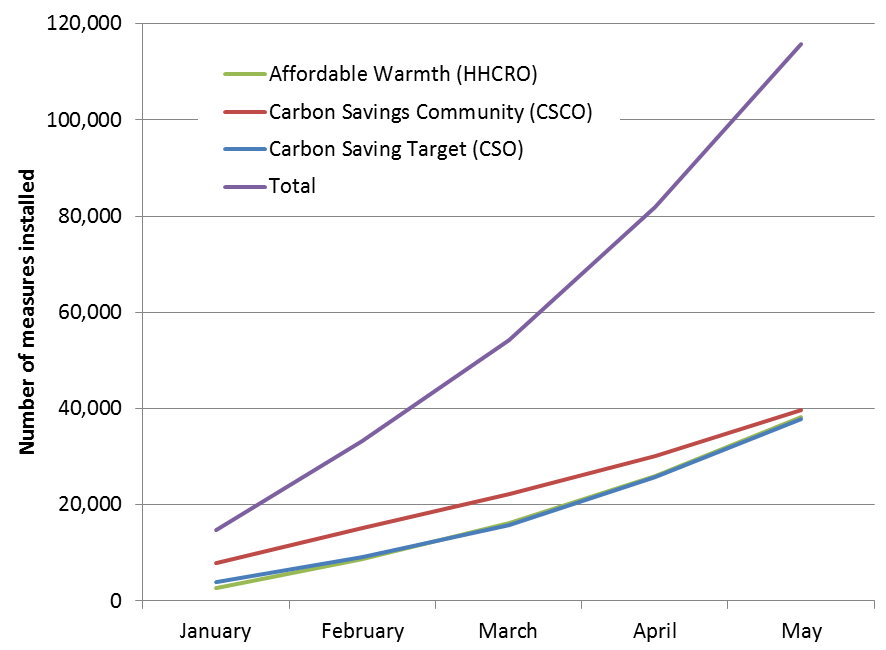 120,000
100,000
80,000
60,000
40,000
20,000
0
Number of measures installed
Affordable Warmth (HHCRO)
Carbon Savings Community (CSCO)
Carbon Saving Target (CSO)
Total
January February March April May